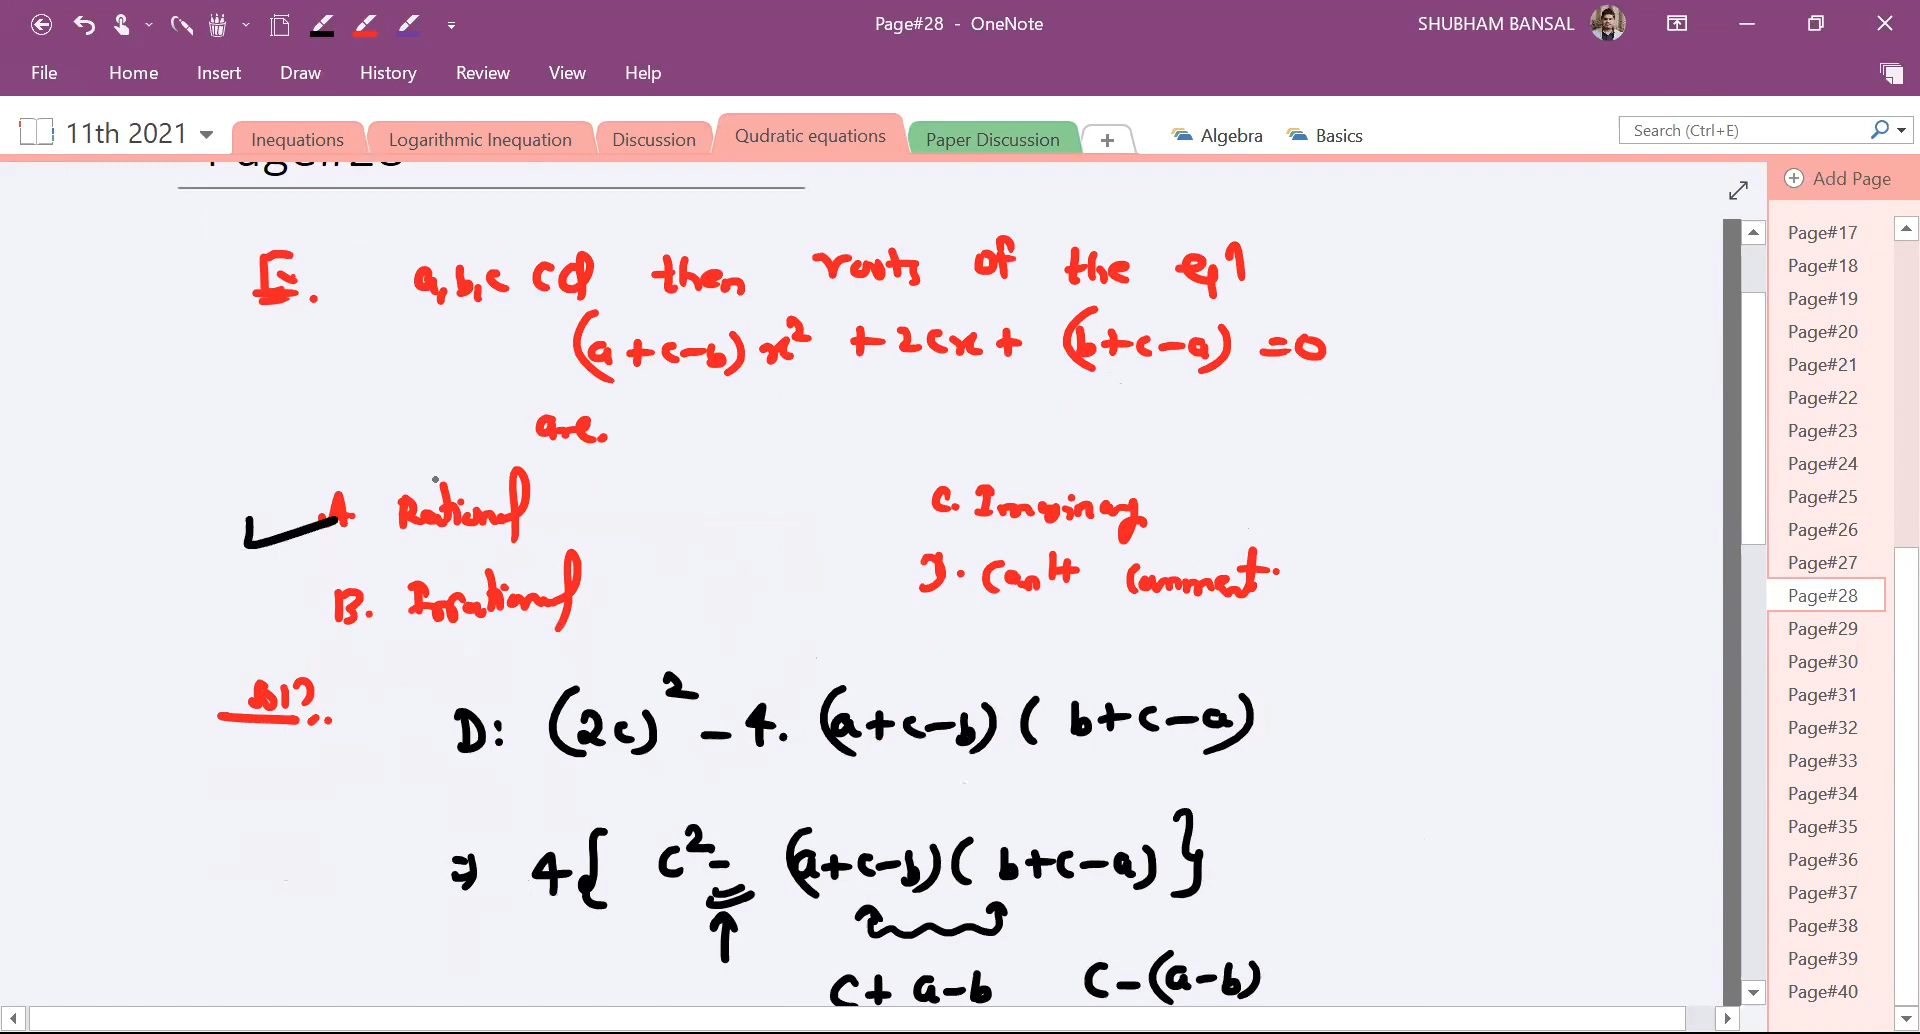 Page#28 - OneNote
SHUBHAM BANSAL
File Home Insert Draw History Review View Help
11th 2021
Inequations
Logarithmic Inequation
Discussion
Qudratic equations
Paper Discussion
Algebra
Basics
Search (Ctrl+E)
Page#28
Add Page
a, b, c ∈ Q then roots of the eqn
(a+c-b)x² + 2cx + (b+c-a) = 0
are.
A. Rational
C. Imaginary
B. Irrational
D. Can't comment.
Sol?
D: (2c)² - 4. (a+c-b)(b+c-a)
⇒ 4{ c² - (a+c-b)(b+c-a)}
c+a-b c-(a-b)
Page#17
Page#18
Page#19
Page#20
Page#21
Page#22
Page#23
Page#24
Page#25
Page#26
Page#27
Page#28
Page#29
Page#30
Page#31
Page#32
Page#33
Page#34
Page#35
Page#36
Page#37
Page#38
Page#39
Page#40